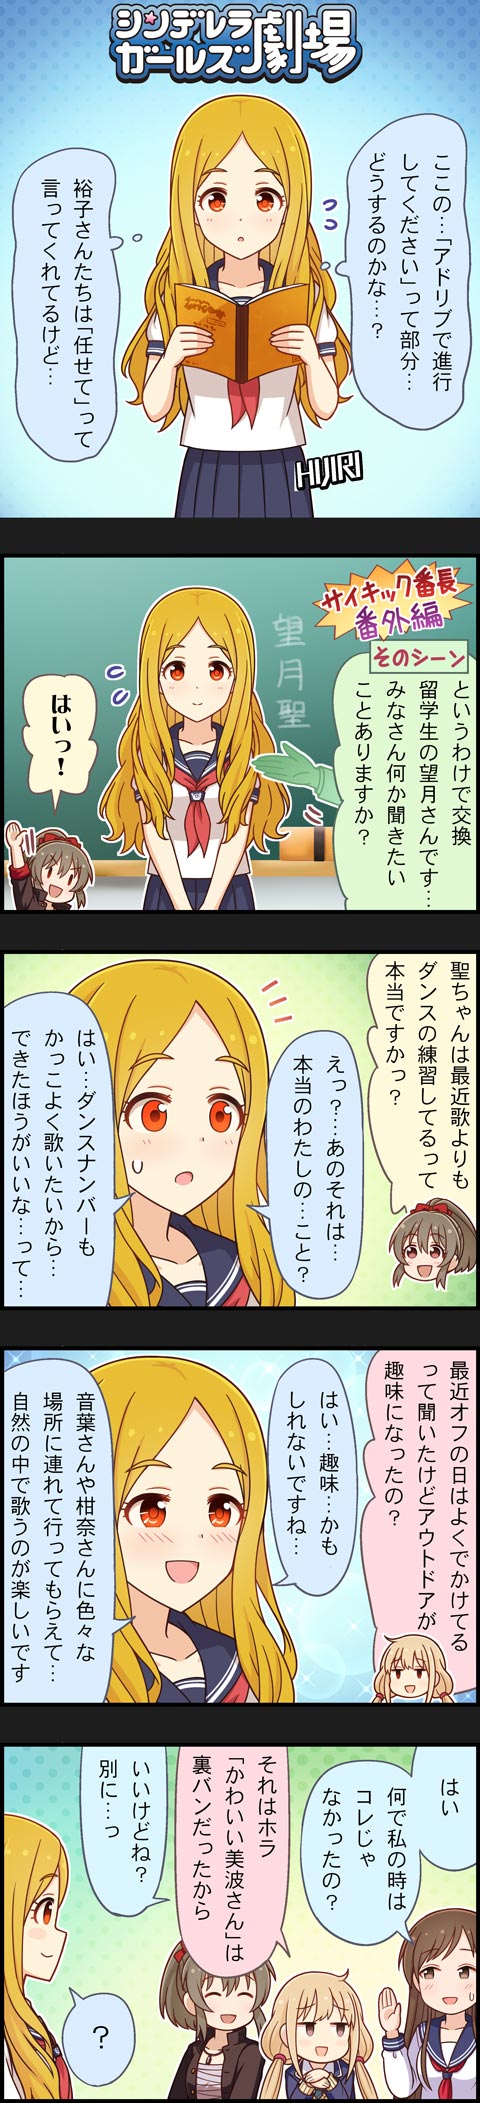 シンデレラ
ガールズ劇場
ここの…「アドリブで進行
してください」って部分…
どうするのかな…?
裕子さんたちは「任せて」って
言ってくれてるけど…
HIJIRI
サイキック番長
番外編
そのシーン
望月聖
というわけで交換
留学生の望月さんです…
みなさん何か聞きたい
ことありますか?
はいっ!
聖ちゃんは最近歌よりも
ダンスの練習してるって
本当ですかっ?
えっ?…あのそれは…
本当のわたしの…こと?
はい…ダンスナンバーも
かっこよく歌いたいから…
できたほうがいいな…って…
最近オフの日はよくでかけてる
って聞いたけどアウトドアが
趣味になったの?
はい…趣味…かも
しれないですね…
音葉さんや柑奈さんに色々な
場所に連れて行ってもらえて…
自然の中で歌うのが楽しいです
はい
何で私の時は
コレじゃ
なかったの?
それはホラ
「かわいい美波さん」は
裏バンだったから
いいけどね?
別に…っ
?